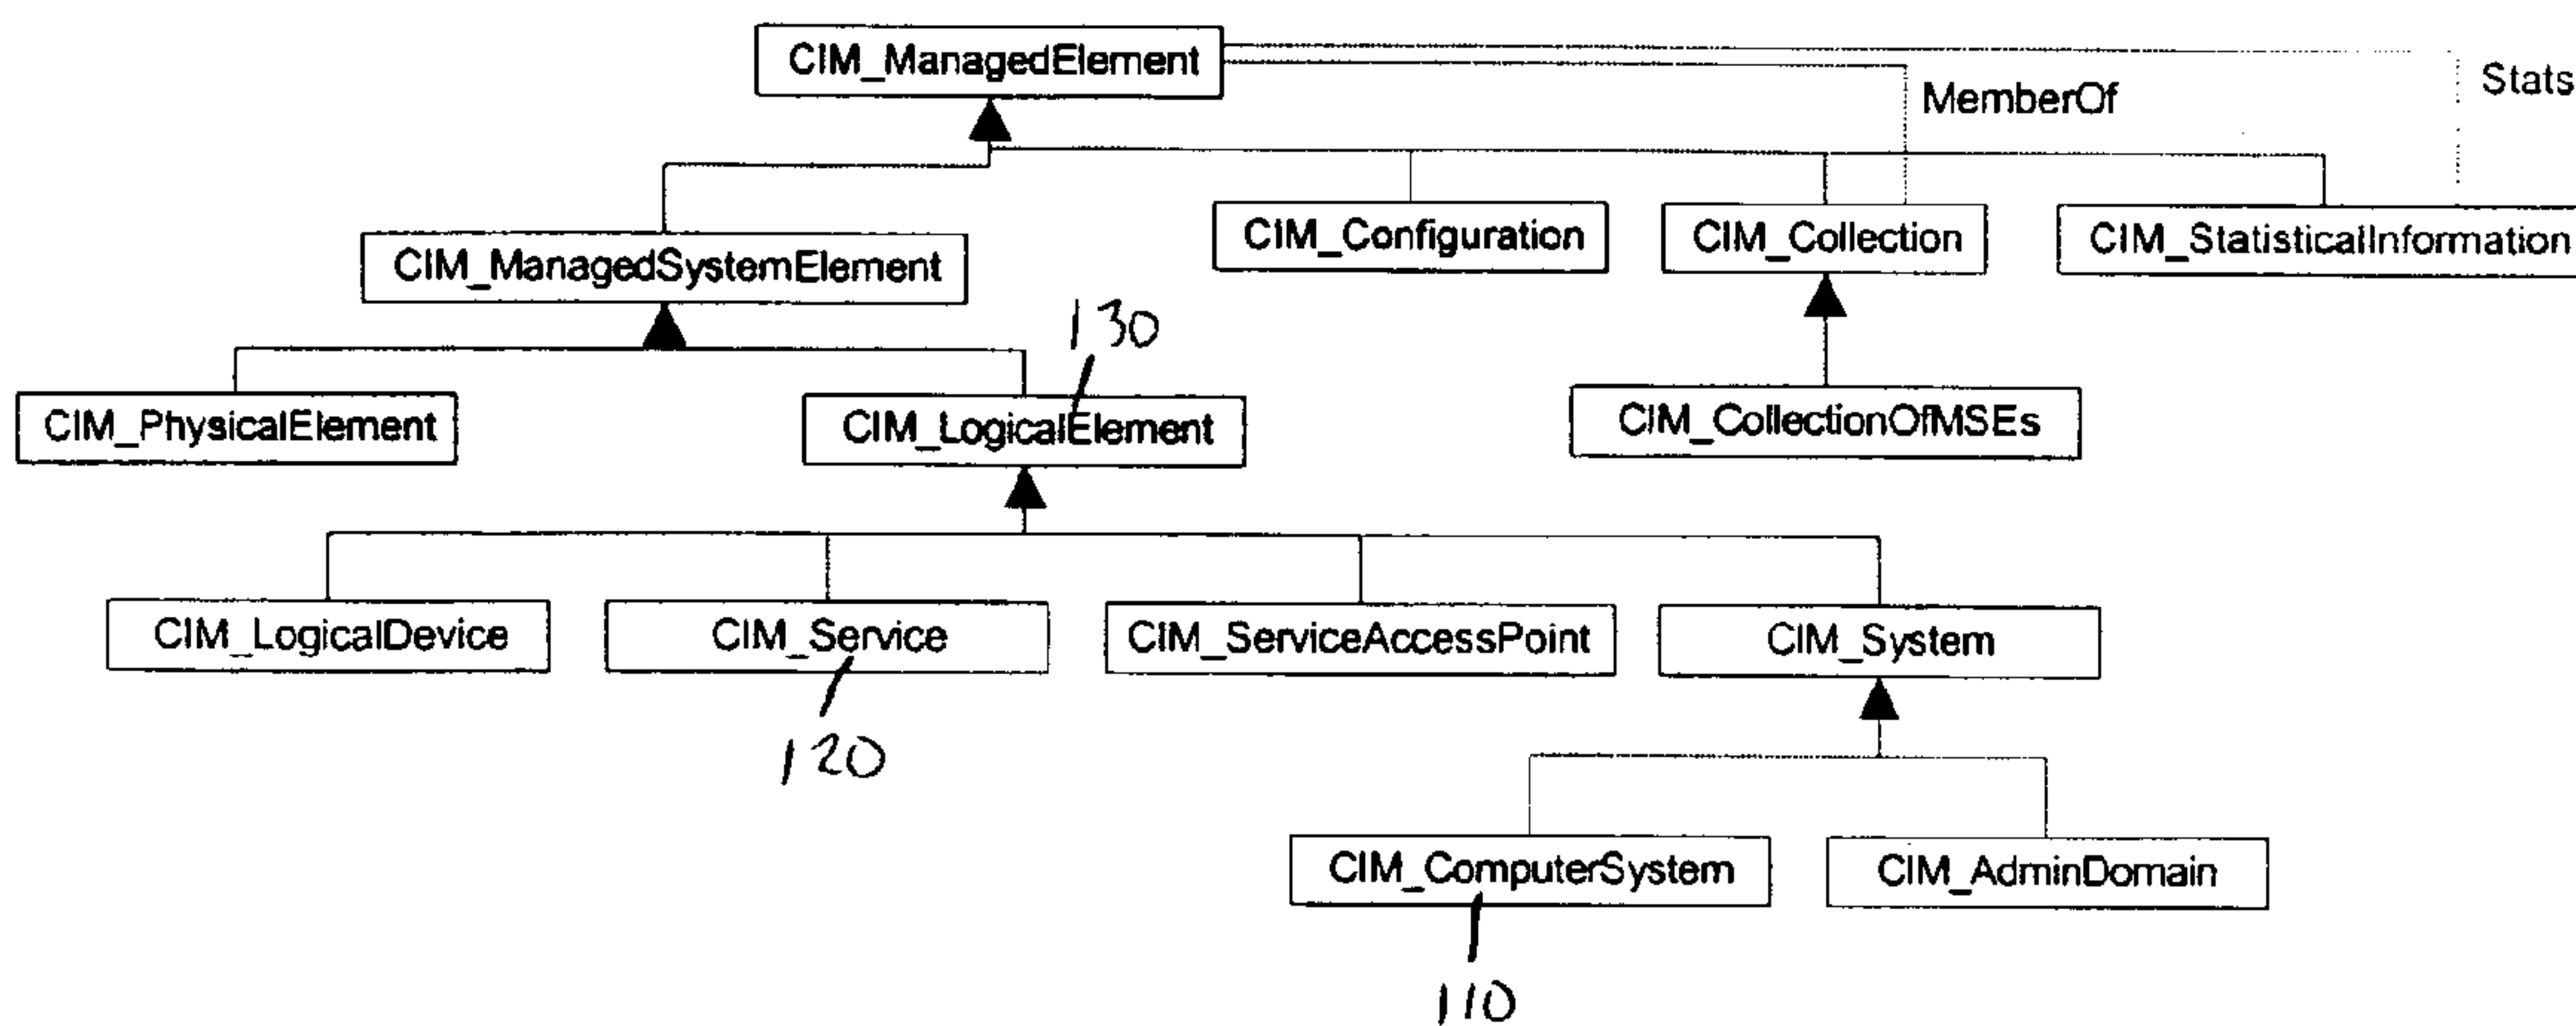 CIM_ManagedElement
Stats
MemberOf
CIM_Configuration
CIM_Collection
CIM_StatisticalInformation
CIM_ManagedSystemElement
130
CIM_PhysicalElement
CIM_LogicalElement
CIM_CollectionOfMSEs
CIM_LogicalDevice
CIM_Service
CIM_ServiceAccessPoint
CIM_System
120
CIM_ComputerSystem
CIM_AdminDomain
110